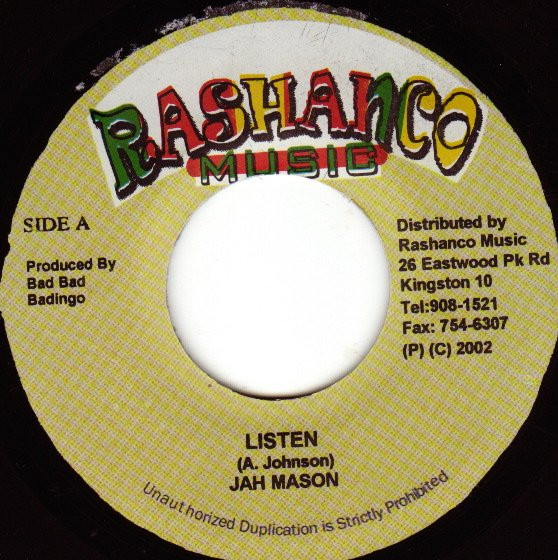 RASHANCO
MUSIC
SIDE A
Produced By
Bad Bad
Badingo
Distributed by
Rashanco Music
26 Eastwood Pk Rd
Kingston 10
Tel:908-1521
Fax: 754-6307
(P) (C) 2002
LISTEN
(A. Johnson)
JAH MASON
Unauthorized Duplication is Strictly Prohibited